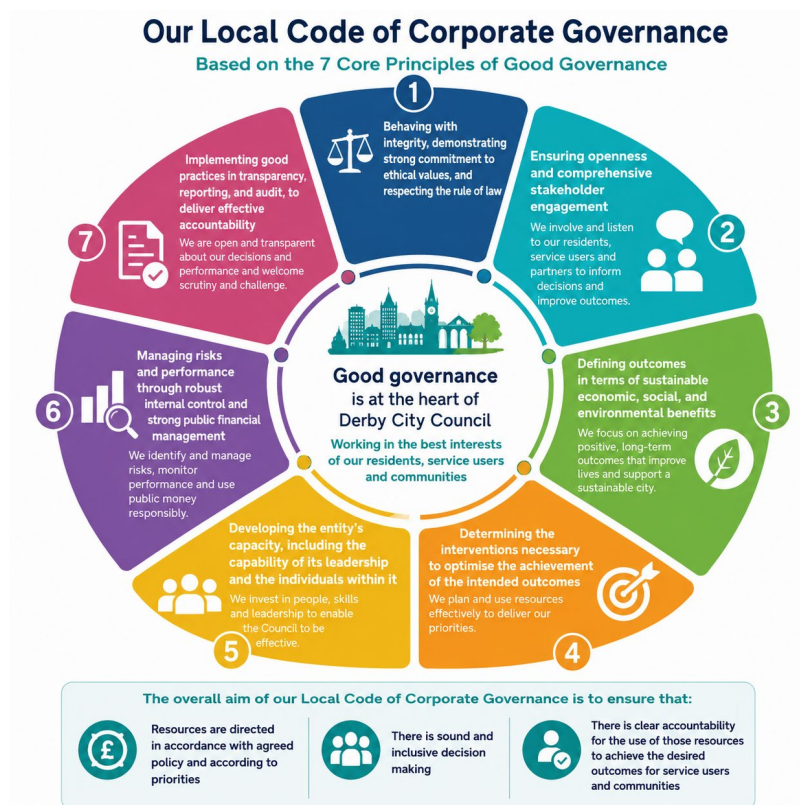 Our Local Code of Corporate Governance
Based on the 7 Core Principles of Good Governance
1
Behaving with
integrity, demonstrating
strong commitment to
ethical values, and
respecting the rule of law
2
Ensuring openness
and comprehensive
stakeholder
engagement
We involve and listen
to our residents,
service users and
partners to inform
decisions and
improve outcomes.
3
Defining outcomes
in terms of sustainable
economic, social, and
environmental benefits
We focus on achieving
positive, long-term
outcomes that improve
lives and support a
sustainable city.
4
Determining the
interventions necessary
to optimise the achievement
of the intended outcomes
We plan and use resources
effectively to deliver our
priorities.
5
Developing the entity's
capacity, including the
capability of its leadership
and the individuals within it
We invest in people, skills
and leadership to enable
the Council to be
effective.
6
Managing risks
and performance
through robust
internal control and
strong public financial
management
We identify and manage
risks, monitor
performance and use
public money
responsibly.
7
Implementing good
practices in transparency,
reporting, and audit, to
deliver effective
accountability
We are open and transparent
about our decisions and
performance and welcome
scrutiny and challenge.
Good governance
is at the heart of
Derby City Council
Working in the best interests
of our residents, service users
and communities
The overall aim of our Local Code of Corporate Governance is to ensure that:
£
Resources are directed
in accordance with agreed
policy and according to
priorities
There is sound and
inclusive decision
making
There is clear accountability
for the use of those resources
to achieve the desired
outcomes for service users
and communities